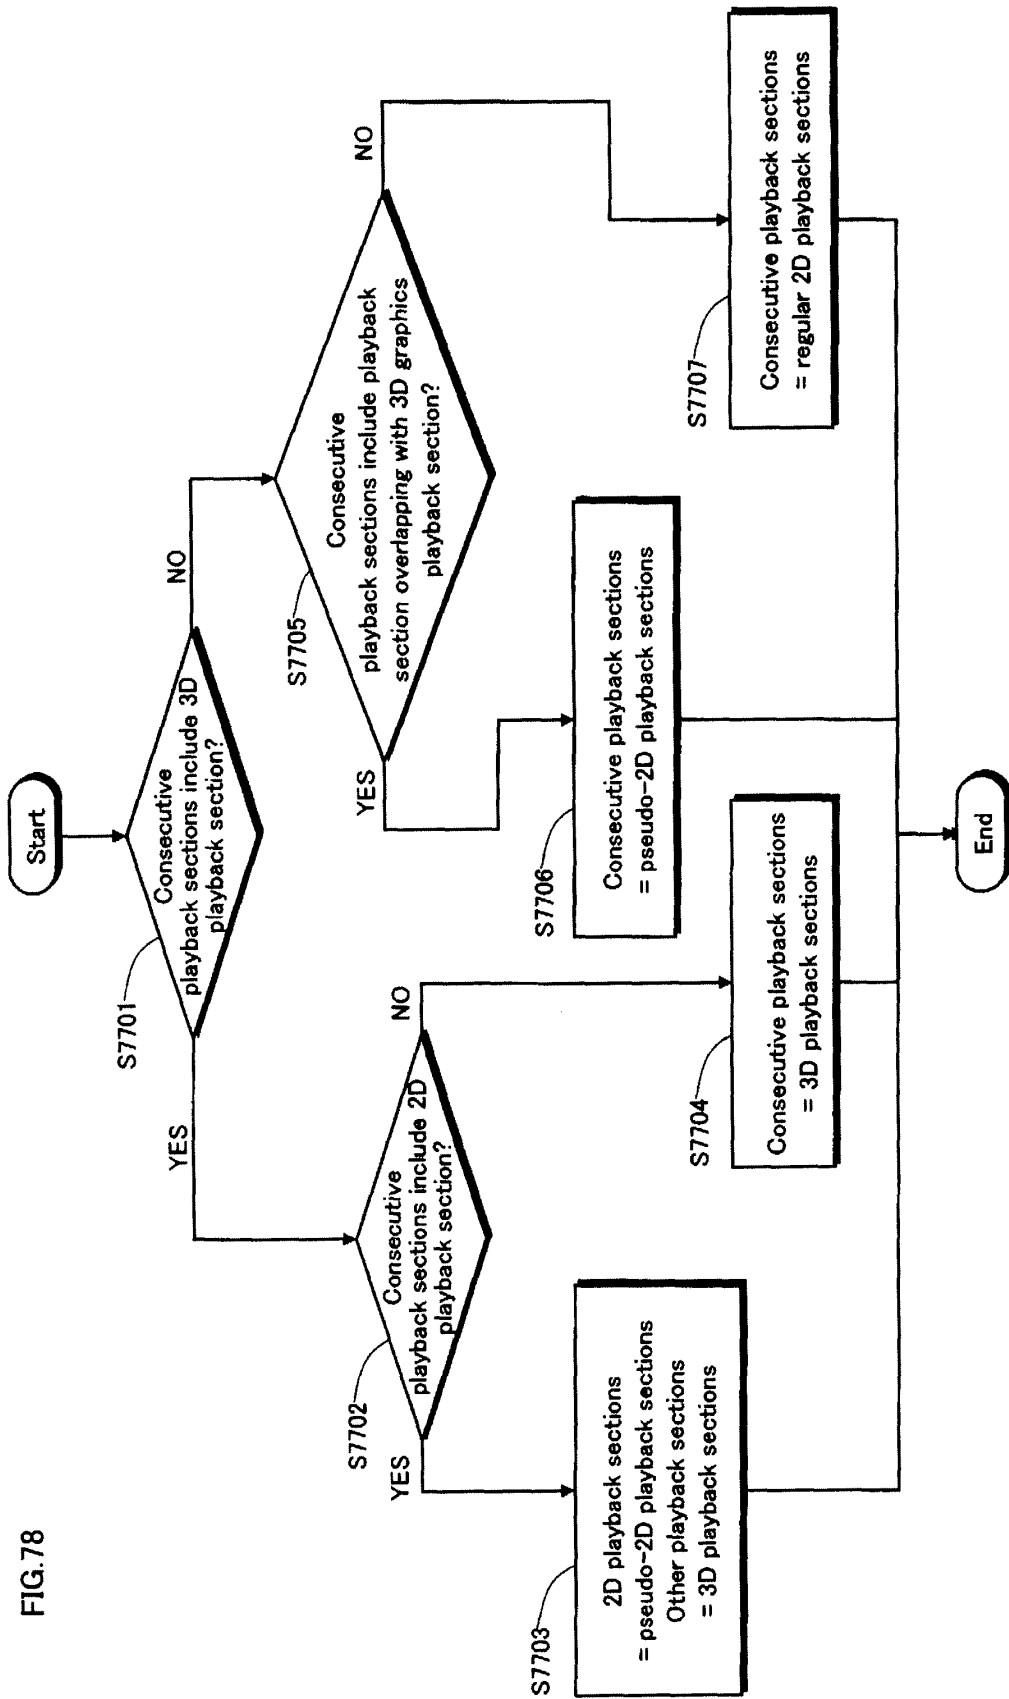 FIG.78
Start
S7701
Consecutive
playback sections include 3D
playback section?
YES
NO
S7702
Consecutive
playback sections include 2D
playback section?
YES
NO
S7703
2D playback sections
= pseudo-2D playback sections
Other playback sections
= 3D playback sections
S7704
Consecutive playback sections
= 3D playback sections
S7705
Consecutive
playback sections include playback
section overlapping with 3D graphics
playback section?
YES
NO
S7706
Consecutive playback sections
= pseudo-2D playback sections
S7707
Consecutive playback sections
= regular 2D playback sections
End